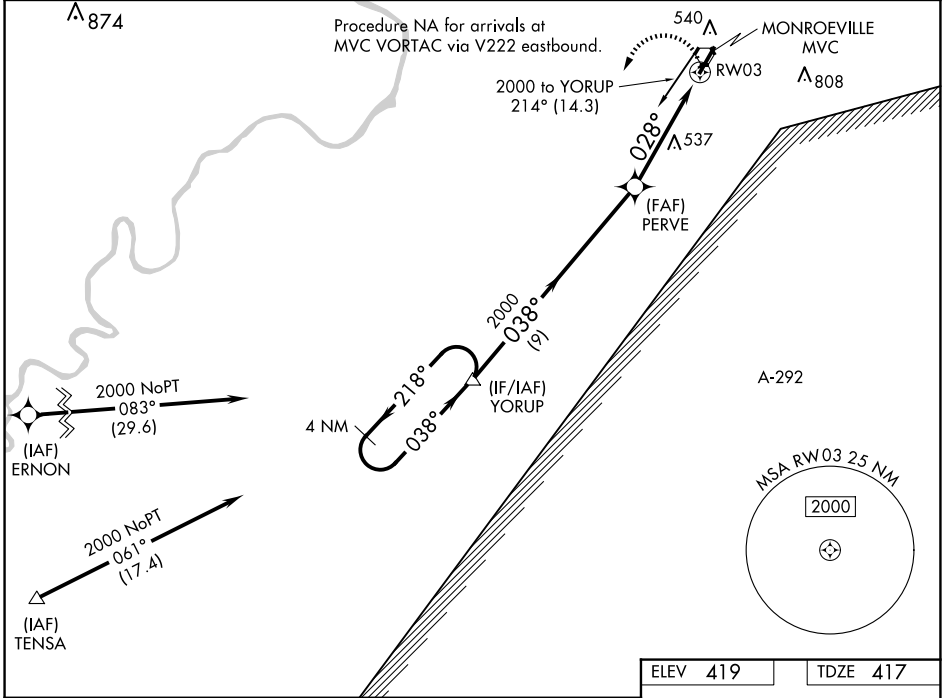 874
Procedure NA for arrivals at
MVC VORTAC via V222 eastbound.
540
MONROEVILLE
MVC
RW03
808
2000 to YORUP
214° (14.3)
028°
537
(FAF)
PERVE
2000
038°
(9)
218°
038°
4 NM
(IF/IAF)
YORUP
A-292
2000 NoPT
083°
(29.6)
(IAF)
ERNON
2000 NoPT
061°
(17.4)
(IAF)
TENSA
MSA RW03 25 NM
2000
ELEV 419
TDZE 417